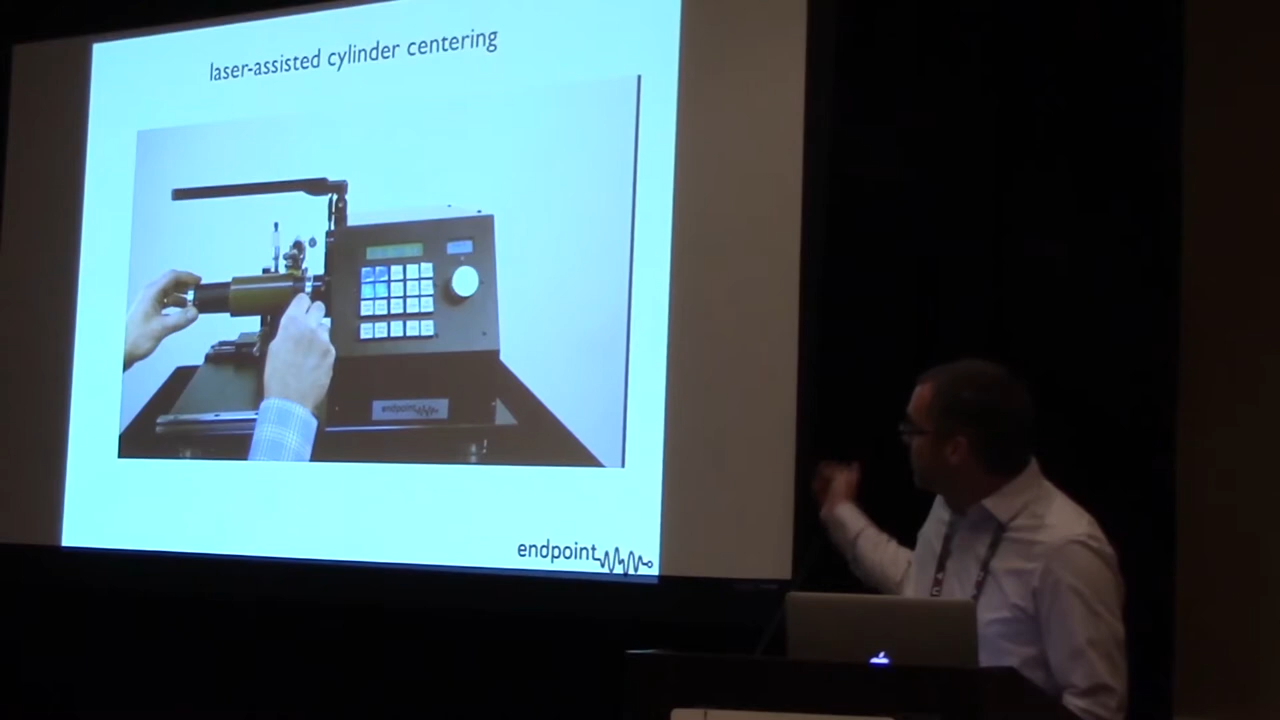 laser-assisted cylinder centering
endpoint
endpoint